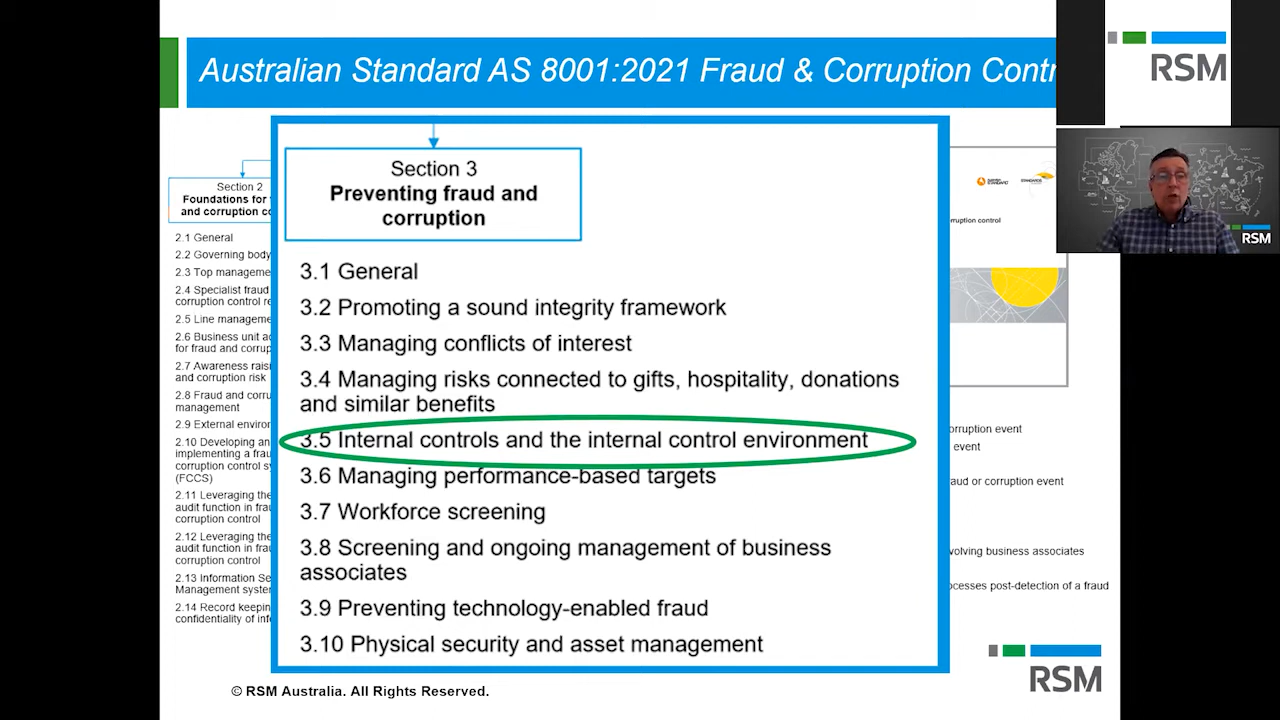 Australian Standard AS 8001:2021 Fraud & Corruption Contr
RSM
RSM
Section 3
Preventing fraud and
corruption
3.1 General
3.2 Promoting a sound integrity framework
3.3 Managing conflicts of interest
3.4 Managing risks connected to gifts, hospitality, donations
and similar benefits
3.5 Internal controls and the internal control environment
3.6 Managing performance-based targets
3.7 Workforce screening
3.8 Screening and ongoing management of business
associates
3.9 Preventing technology-enabled fraud
3.10 Physical security and asset management
Section 2
Foundations for
and corruption co
2.1 General
2.2 Governing body
2.3 Top manageme
2.4 Specialist fraud
corruption control re
2.5 Line manageme
2.6 Business unit ac
for fraud and corrup
2.7 Awareness rais
and corruption risk
2.8 Fraud and corru
management
2.9 External environ
2.10 Developing an
implementing a frau
corruption control sy
(FCCS)
2.11 Leveraging the
audit function in frau
corruption control
2.12 Leveraging the
audit function in frau
corruption control
2.13 Information Se
Management system
2.14 Record keeping
confidentiality of info
STANDARDS
orruption control
orruption event
event
aud or corruption event
volving business associates
ocesses post-detection of a fraud
RSM
© RSM Australia. All Rights Reserved.